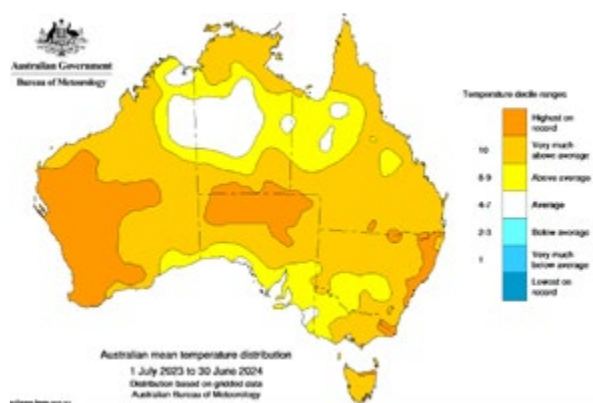 Australian Government
Bureau of Meteorology
Temperature decile ranges
Highest on
record
10
Very much
above average
8-9
Above average
4-7
Average
2-3
Below average
1
Very much
below average
Lowest on
record
Australian mean temperature distribution
1 July 2023 to 30 June 2024
Distribution based on gridded data
Australian Bureau of Meteorology